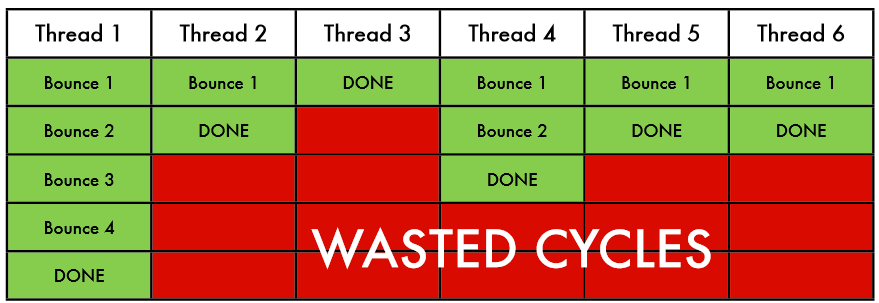 Thread 1 Thread 2 Thread 3 Thread 4 Thread 5 Thread 6
Bounce 1 Bounce 1 DONE Bounce 1 Bounce 1 Bounce 1
Bounce 2 DONE Bounce 2 DONE DONE
Bounce 3 DONE
Bounce 4
WASTED CYCLES
DONE